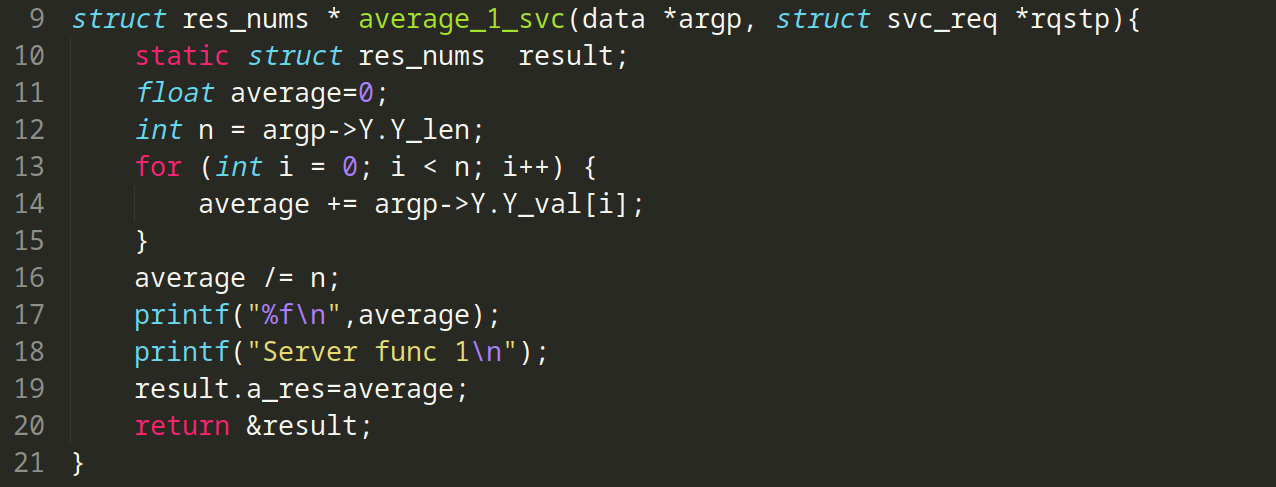 9 struct res_nums * average_1_svc(data *argp, struct svc_req *rqstp){
10     static struct res_nums  result;
11     float average=0;
12     int n = argp->Y.Y_len;
13     for (int i = 0; i < n; i++) {
14         average += argp->Y.Y_val[i];
15     }
16     average /= n;
17     printf("%f\n",average);
18     printf("Server func 1\n");
19     result.a_res=average;
20     return &result;
21 }